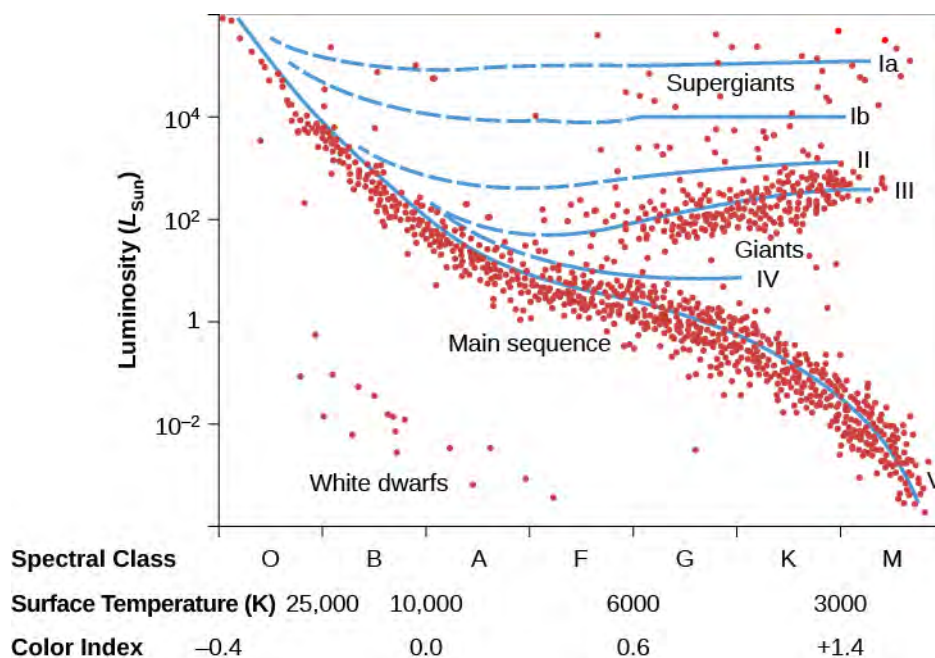 Luminosity (L_Sun)
10⁴
10²
1
10⁻²
Supergiants
Ia
Ib
II
III
Giants
IV
Main sequence
White dwarfs
V
Spectral Class O B A F G K M
Surface Temperature (K) 25,000 10,000 6000 3000
Color Index –0.4 0.0 0.6 +1.4